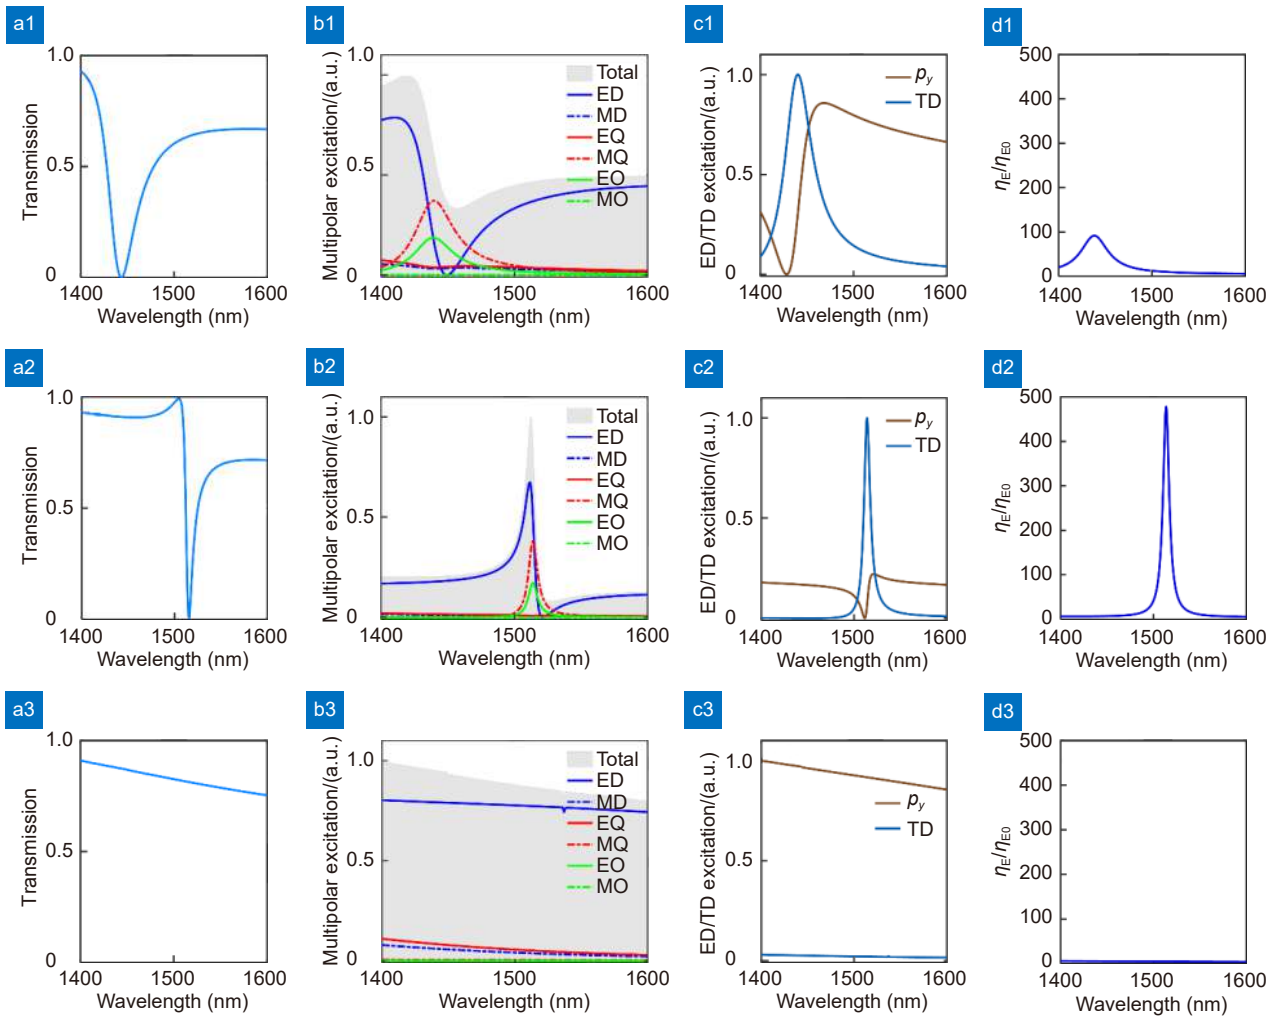 a1
1.0
0.5
0
1400
1500
1600
Transmission
Wavelength (nm)
b1
1.0
0.5
0
1400
1500
1600
Multipolar excitation/(a.u.)
Wavelength (nm)
Total
ED
MD
EQ
MQ
EO
MO
c1
1.0
0.5
0
1400
1500
1600
ED/TD excitation/(a.u.)
Wavelength (nm)
p_y
TD
d1
500
400
300
200
100
0
1400
1500
1600
η_E/η_E0
Wavelength (nm)
a2
1.0
0.5
0
1400
1500
1600
Transmission
Wavelength (nm)
b2
1.0
0.5
0
1400
1500
1600
Multipolar excitation/(a.u.)
Wavelength (nm)
Total
ED
MD
EQ
MQ
EO
MO
c2
1.0
0.5
0
1400
1500
1600
ED/TD excitation/(a.u.)
Wavelength (nm)
p_y
TD
d2
500
400
300
200
100
0
1400
1500
1600
η_E/η_E0
Wavelength (nm)
a3
1.0
0.5
0
1400
1500
1600
Transmission
Wavelength (nm)
b3
1.0
0.5
0
1400
1500
1600
Multipolar excitation/(a.u.)
Wavelength (nm)
Total
ED
MD
EQ
MQ
EO
MO
c3
1.0
0.5
0
1400
1500
1600
ED/TD excitation/(a.u.)
Wavelength (nm)
p_y
TD
d3
500
400
300
200
100
0
1400
1500
1600
η_E/η_E0
Wavelength (nm)